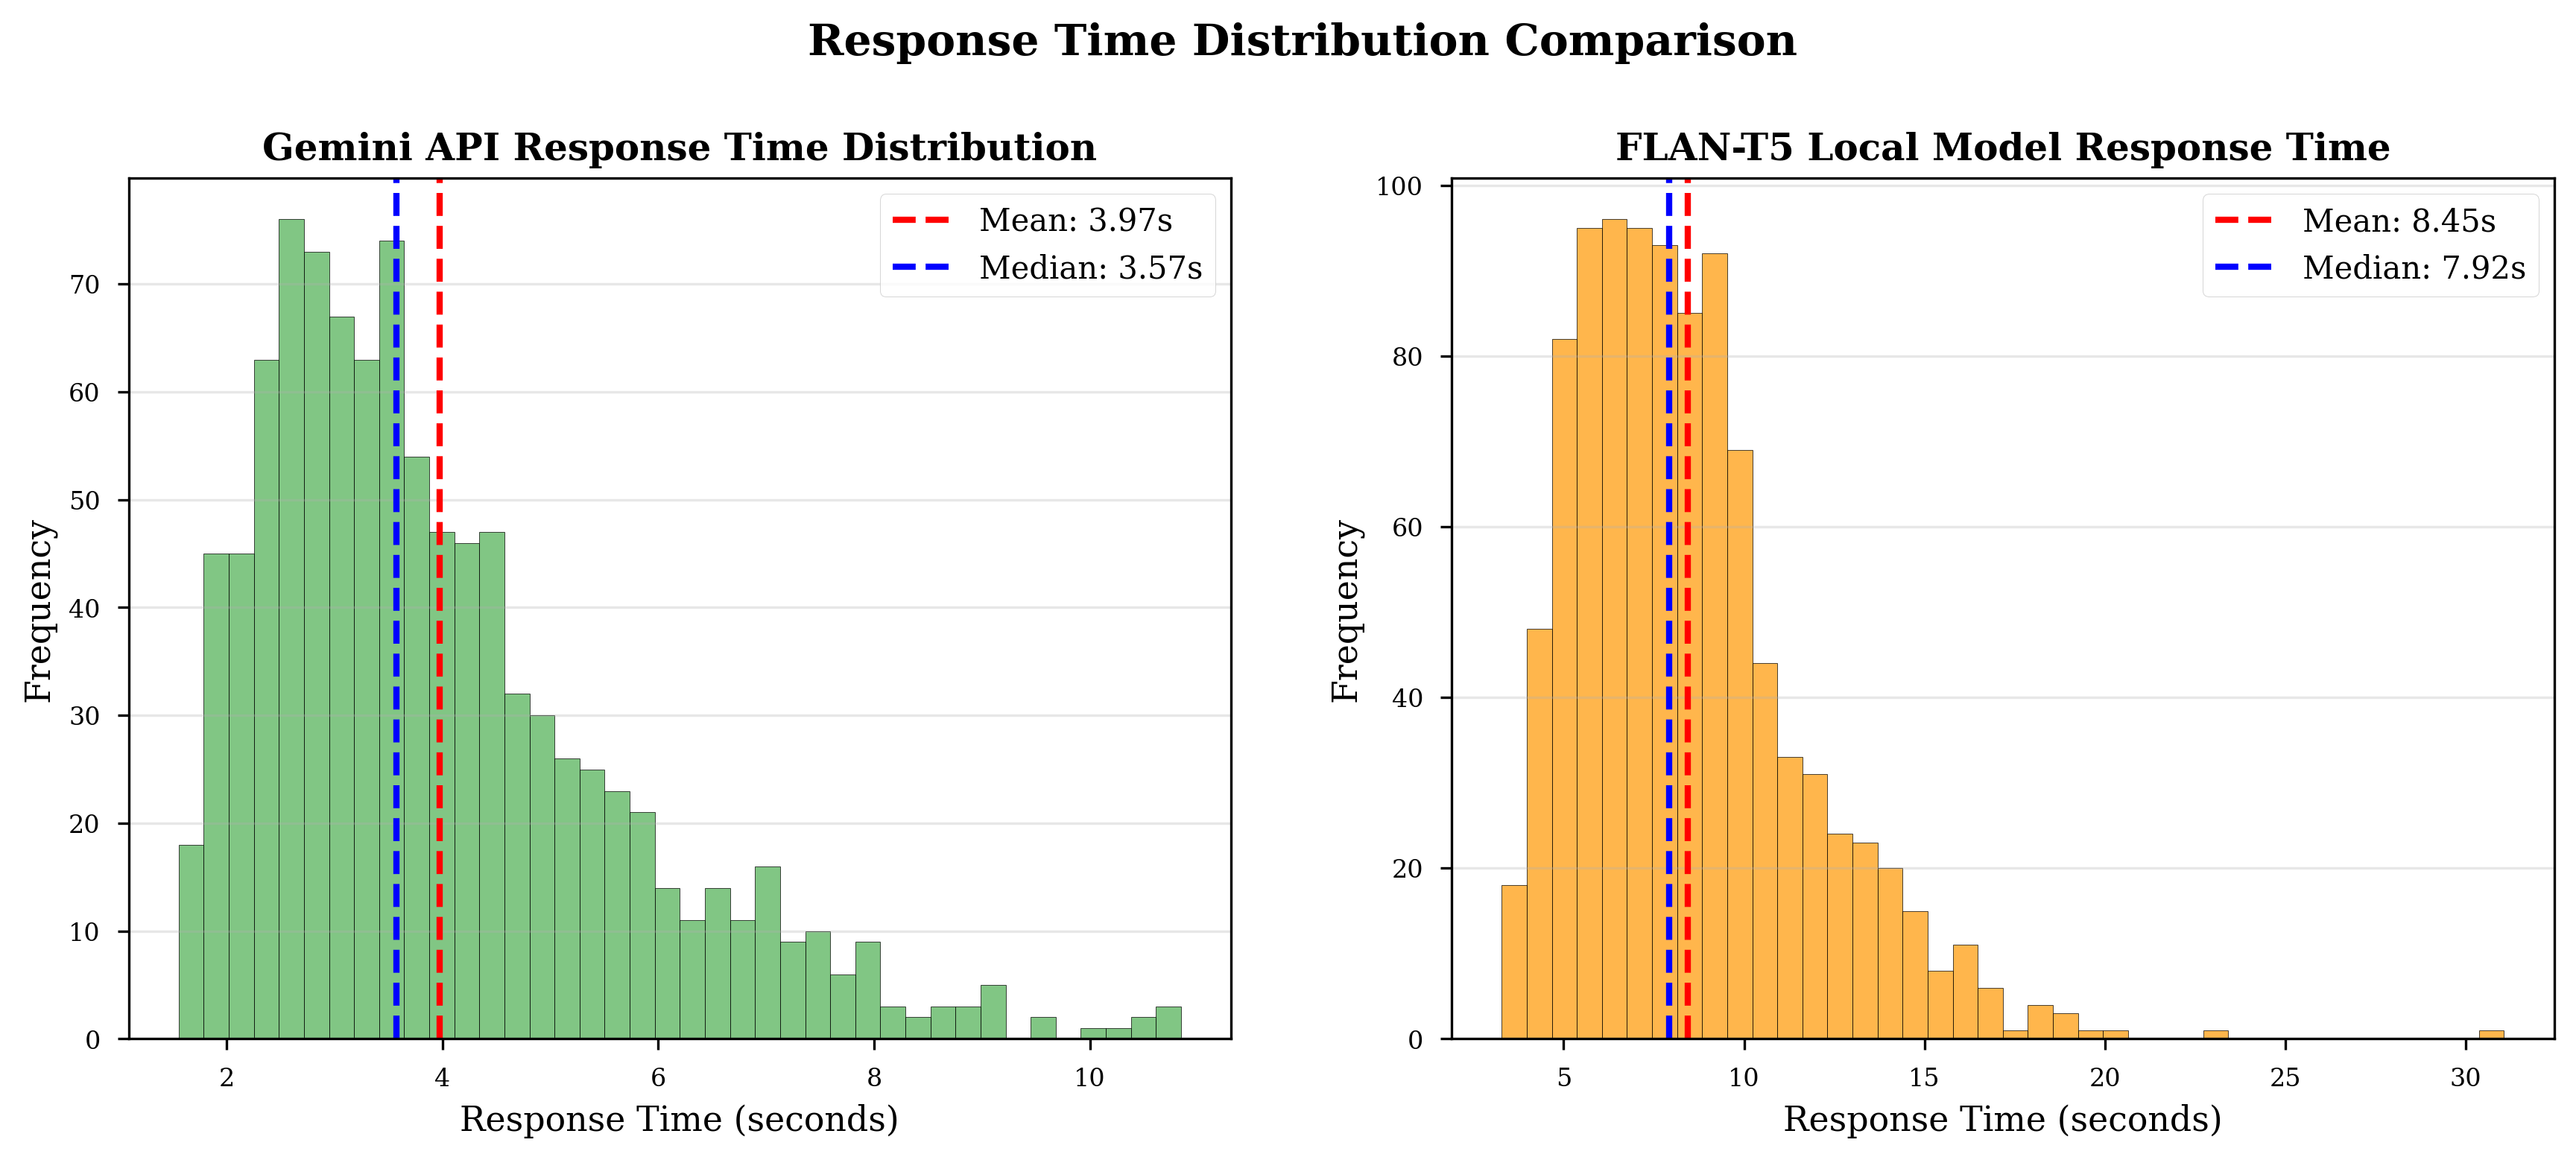 Response Time Distribution Comparison
Gemini API Response Time Distribution
Mean: 3.97s
Median: 3.57s
Frequency
70
60
50
40
30
20
10
0
2 4 6 8 10
Response Time (seconds)
FLAN-T5 Local Model Response Time
Mean: 8.45s
Median: 7.92s
Frequency
100
80
60
40
20
0
5 10 15 20 25 30
Response Time (seconds)